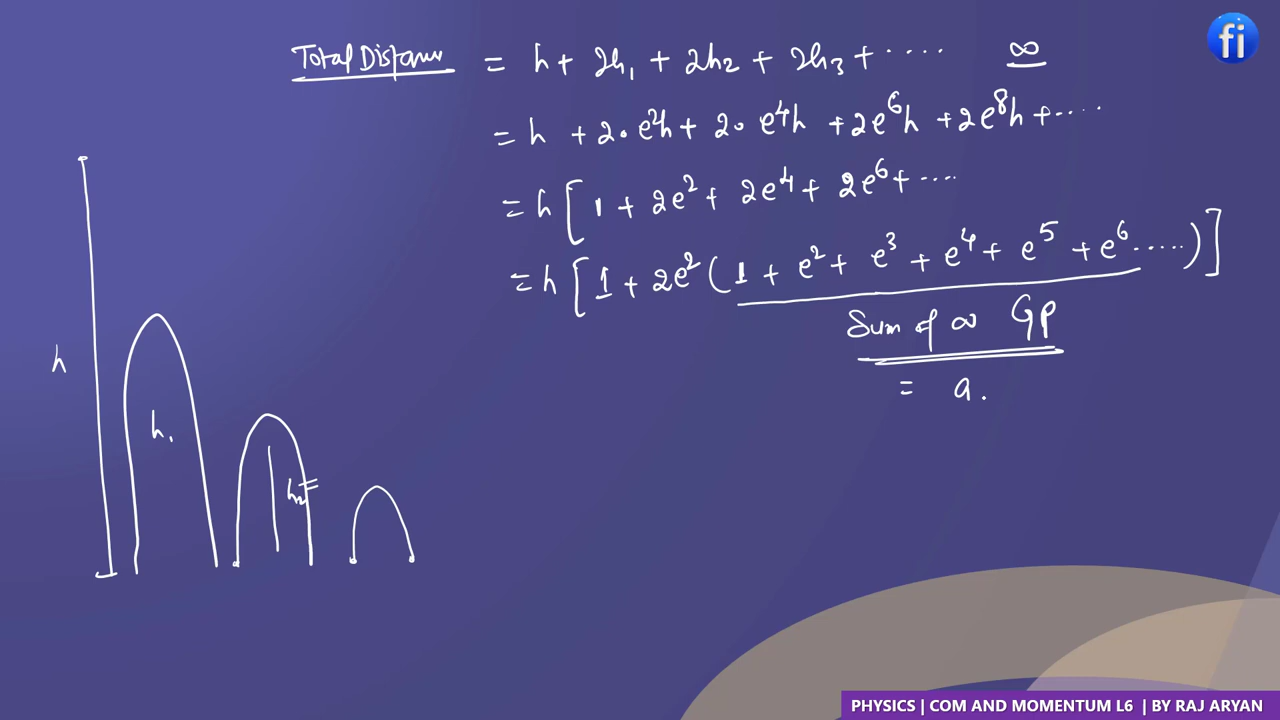 fi
Total Distance = h + 2h₁ + 2h₂ + 2h₃ + ···· ∞
= h + 2·e²h + 2·e⁴h + 2e⁶h + 2e⁸h + ····
= h [ 1 + 2e² + 2e⁴ + 2e⁶ + ····
= h [ 1 + 2e² ( 1 + e² + e³ + e⁴ + e⁵ + e⁶ ····· ) ]
Sum of ∞ GP
= a.
h
h₁
h₂=
PHYSICS | COM AND MOMENTUM L6 | BY RAJ ARYAN